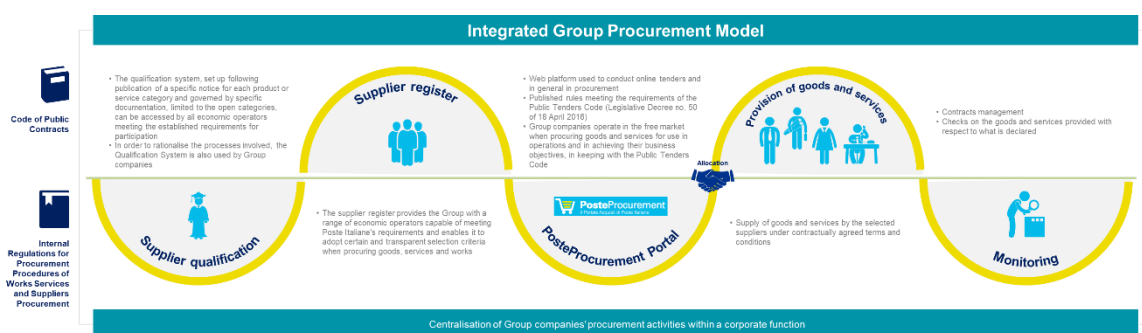 Integrated Group Procurement Model
Code of Public
Contracts
• The qualification system, set up following
publication of a specific notice for each product or
service category and governed by specific
documentation, limited to the open categories,
can be accessed by all economic operators
meeting the established requirements for
participation
• In order to rationalise the processes involved, the
Qualification System is also used by Group
companies
Supplier register
• Web platform used to conduct online tenders and
in general in procurement
• Published rules meeting the requirements of the
Public Tenders Code (Legislative Decree no. 50
of 18 April 2016)
• Group companies operate in the free market
when procuring goods and services for use in
operations and in achieving their business
objectives, in keeping with the Public Tenders
Code
Provision of goods and services
• Contracts management
• Checks on the goods and services provided with
respect to what is declared
Allocation
Internal
Regulations for
Procurement
Procedures of
Works Services
and Suppliers
Procurement
Supplier qualification
• The supplier register provides the Group with a
range of economic operators capable of meeting
Poste Italiane's requirements and enables it to
adopt certain and transparent selection criteria
when procuring goods, services and works
PosteProcurement
Il Portale Acquisti di Poste Italiane
PosteProcurement Portal
• Supply of goods and services by the selected
suppliers under contractually agreed terms and
conditions
Monitoring
Centralisation of Group companies' procurement activities within a corporate function